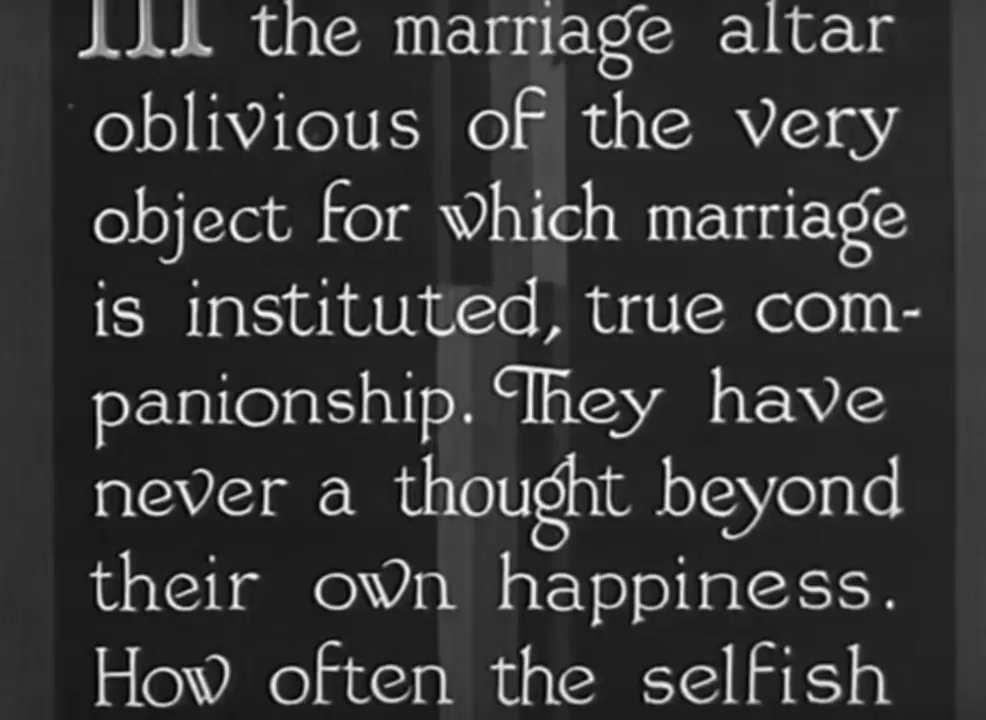 the marriage altar
oblivious of the very
object for which marriage
is instituted, true com-
panionship. They have
never a thought beyond
their own happiness.
How often the selfish